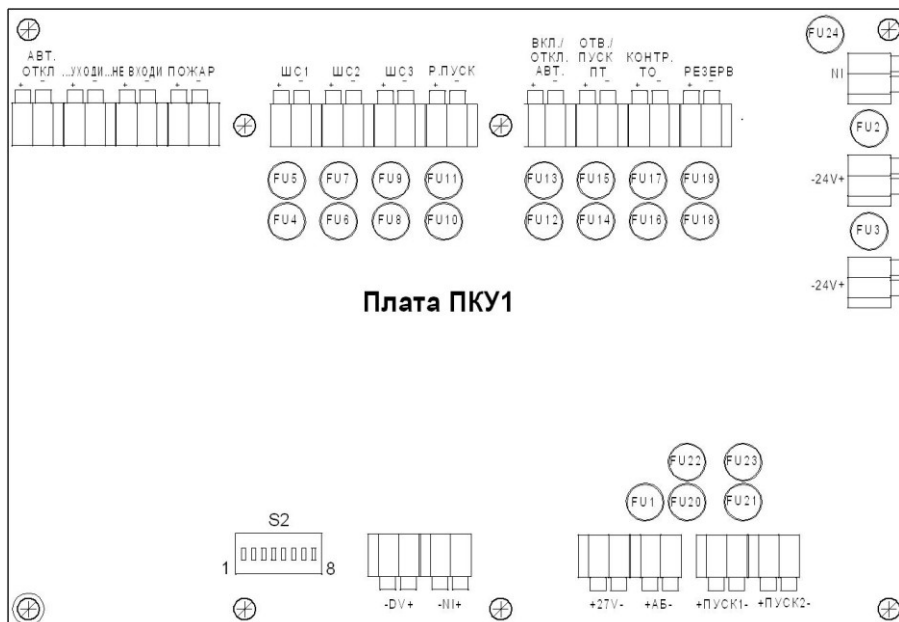 FU24
АВТ.
ОТКЛ
...УХОДИ
...НЕ ВХОДИ
ПОЖАР
ШС1
ШС2
ШС3
Р.ПУСК
ВКЛ./
ОТКЛ.
АВТ.
ОТВ./
ПУСК
ПТ
КОНТР.
ТО
РЕЗЕРВ
+ - + - + - + -
+ - + - + - + -
+ - + - + - + -
NI
FU2
-24V+
FU3
-24V+
FU5 FU7 FU9 FU11 FU13 FU15 FU17 FU19
FU4 FU6 FU8 FU10 FU12 FU14 FU16 FU18
Плата ПКУ1
FU22 FU23
FU1 FU20 FU21
S2
1 8
-DV+ -NI+
+27V- +АБ- +ПУСК1- +ПУСК2-